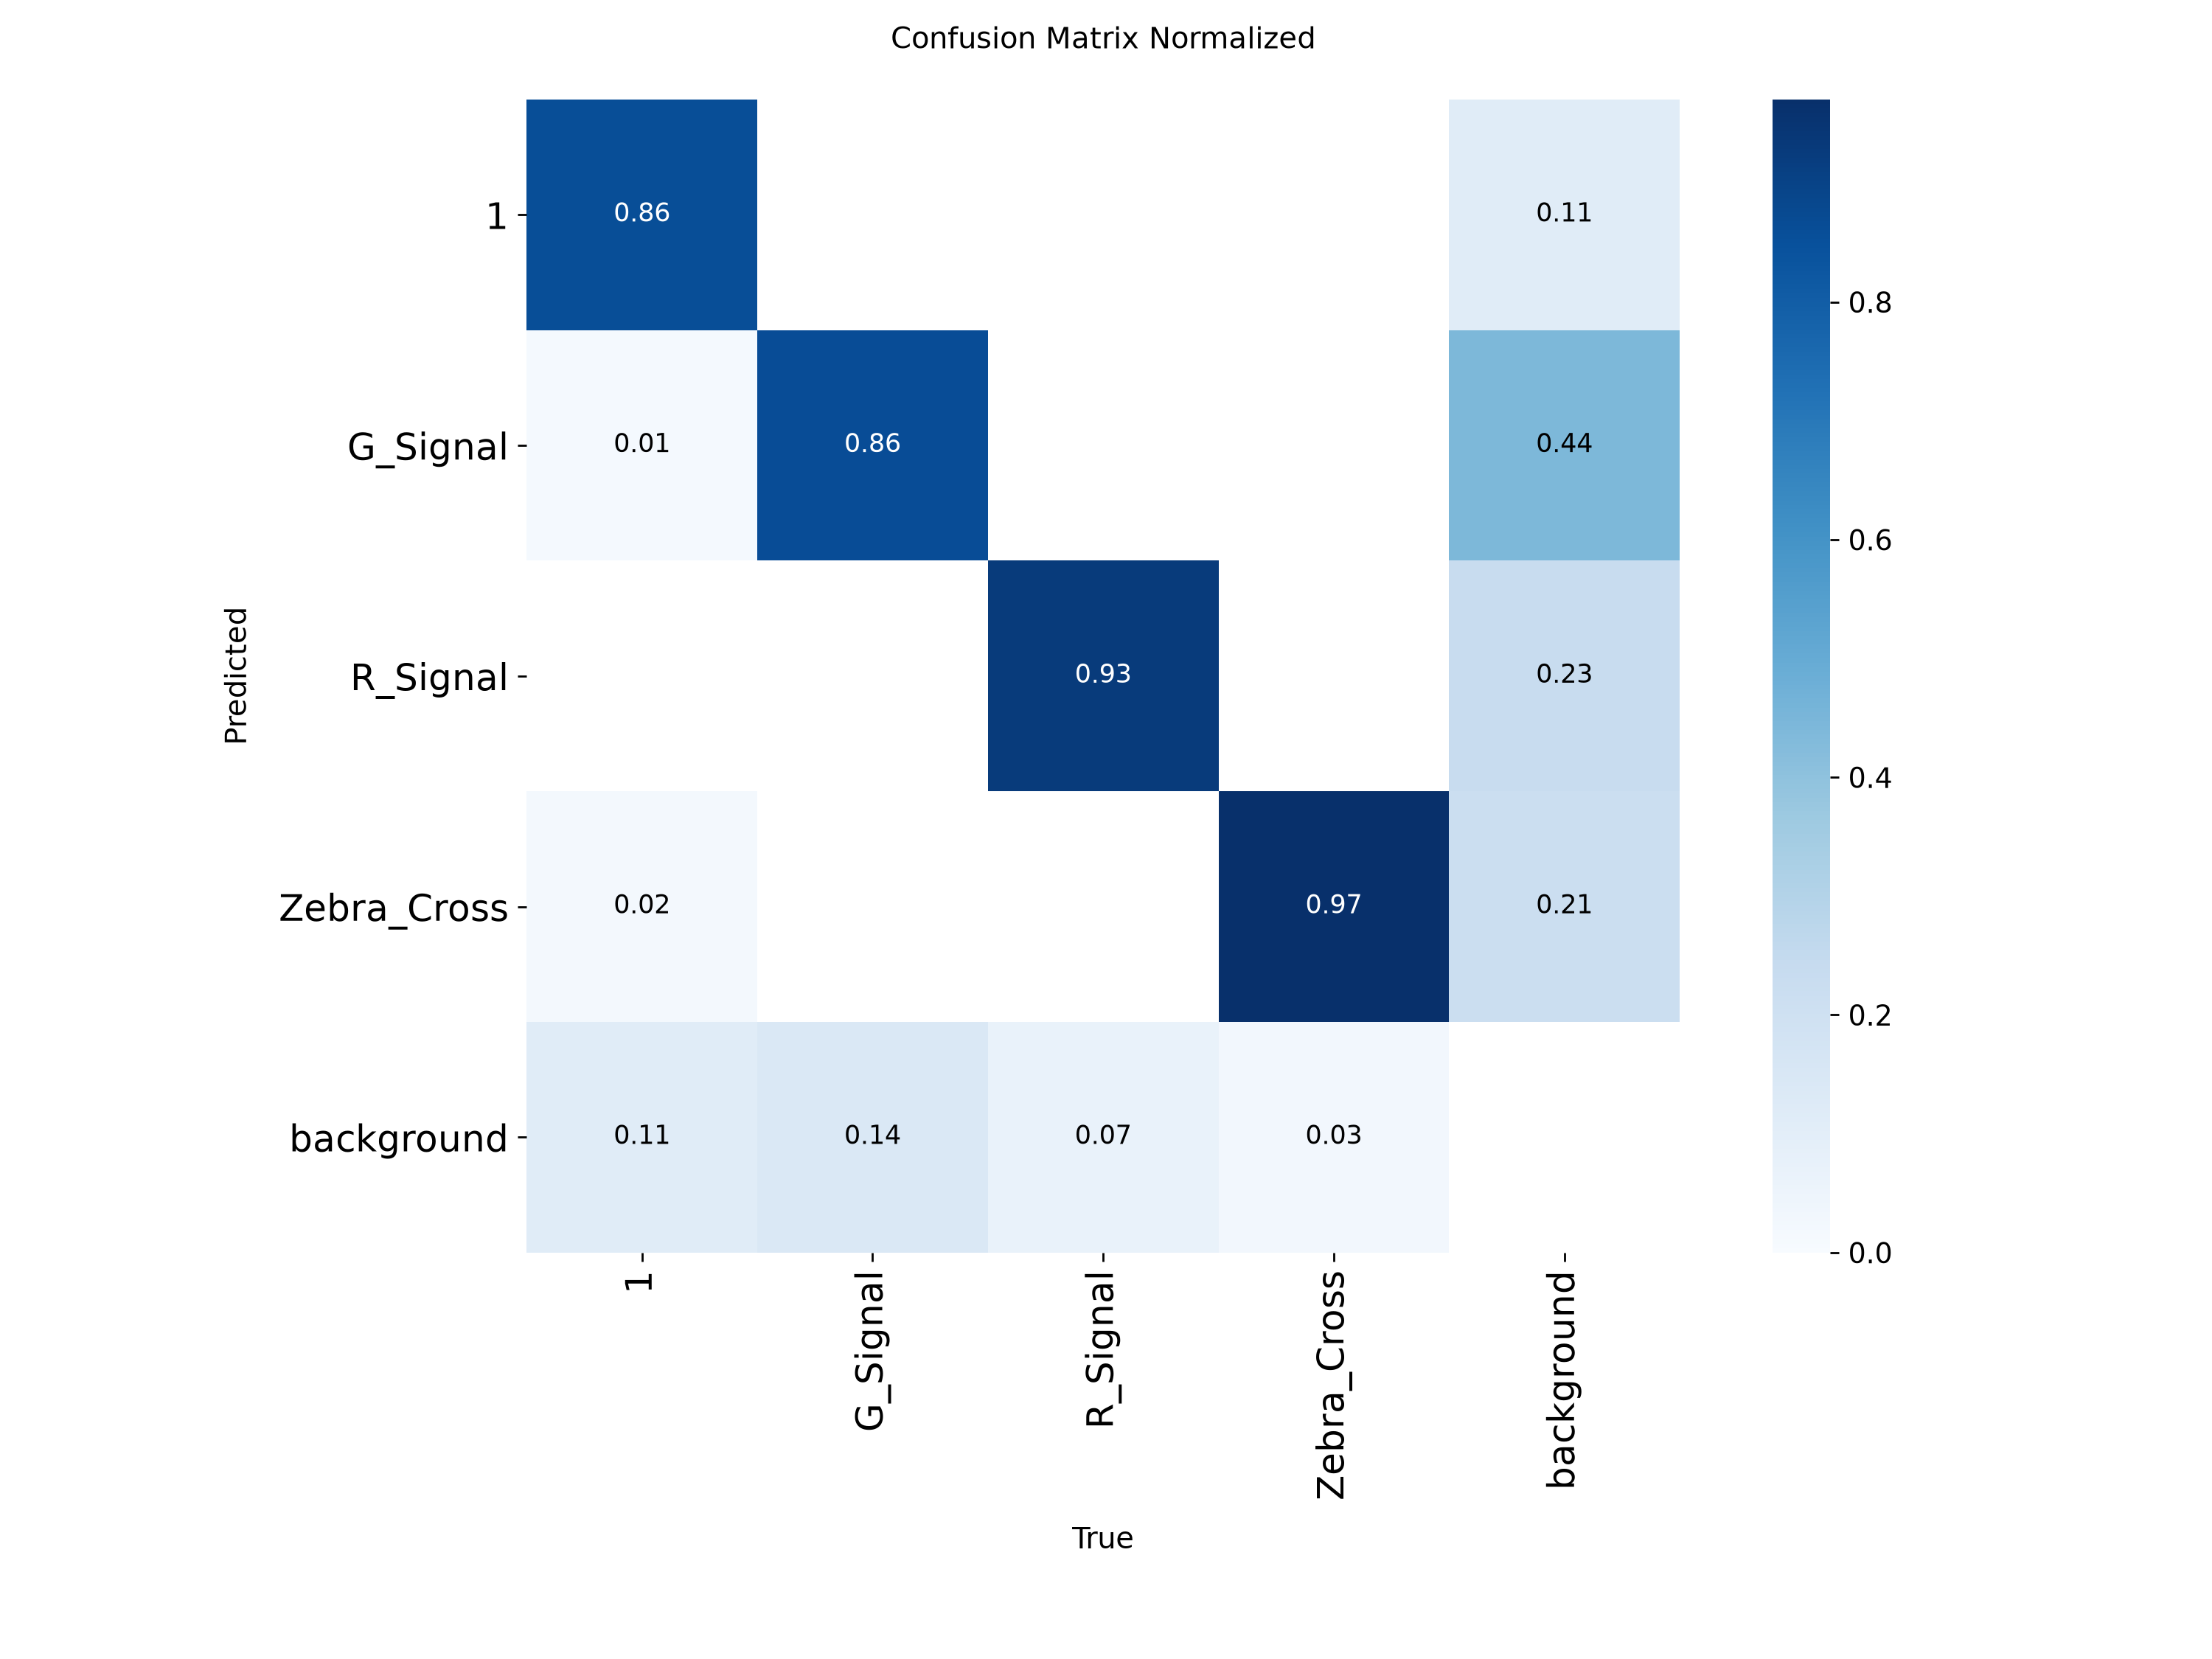 Confusion Matrix Normalized
1
0.86
0.11
0.8
G_Signal
0.01
0.86
0.44
0.6
Predicted
R_Signal
0.93
0.23
0.4
Zebra_Cross
0.02
0.97
0.21
0.2
background
0.11
0.14
0.07
0.03
0.0
1
G_Signal
R_Signal
Zebra_Cross
background
True